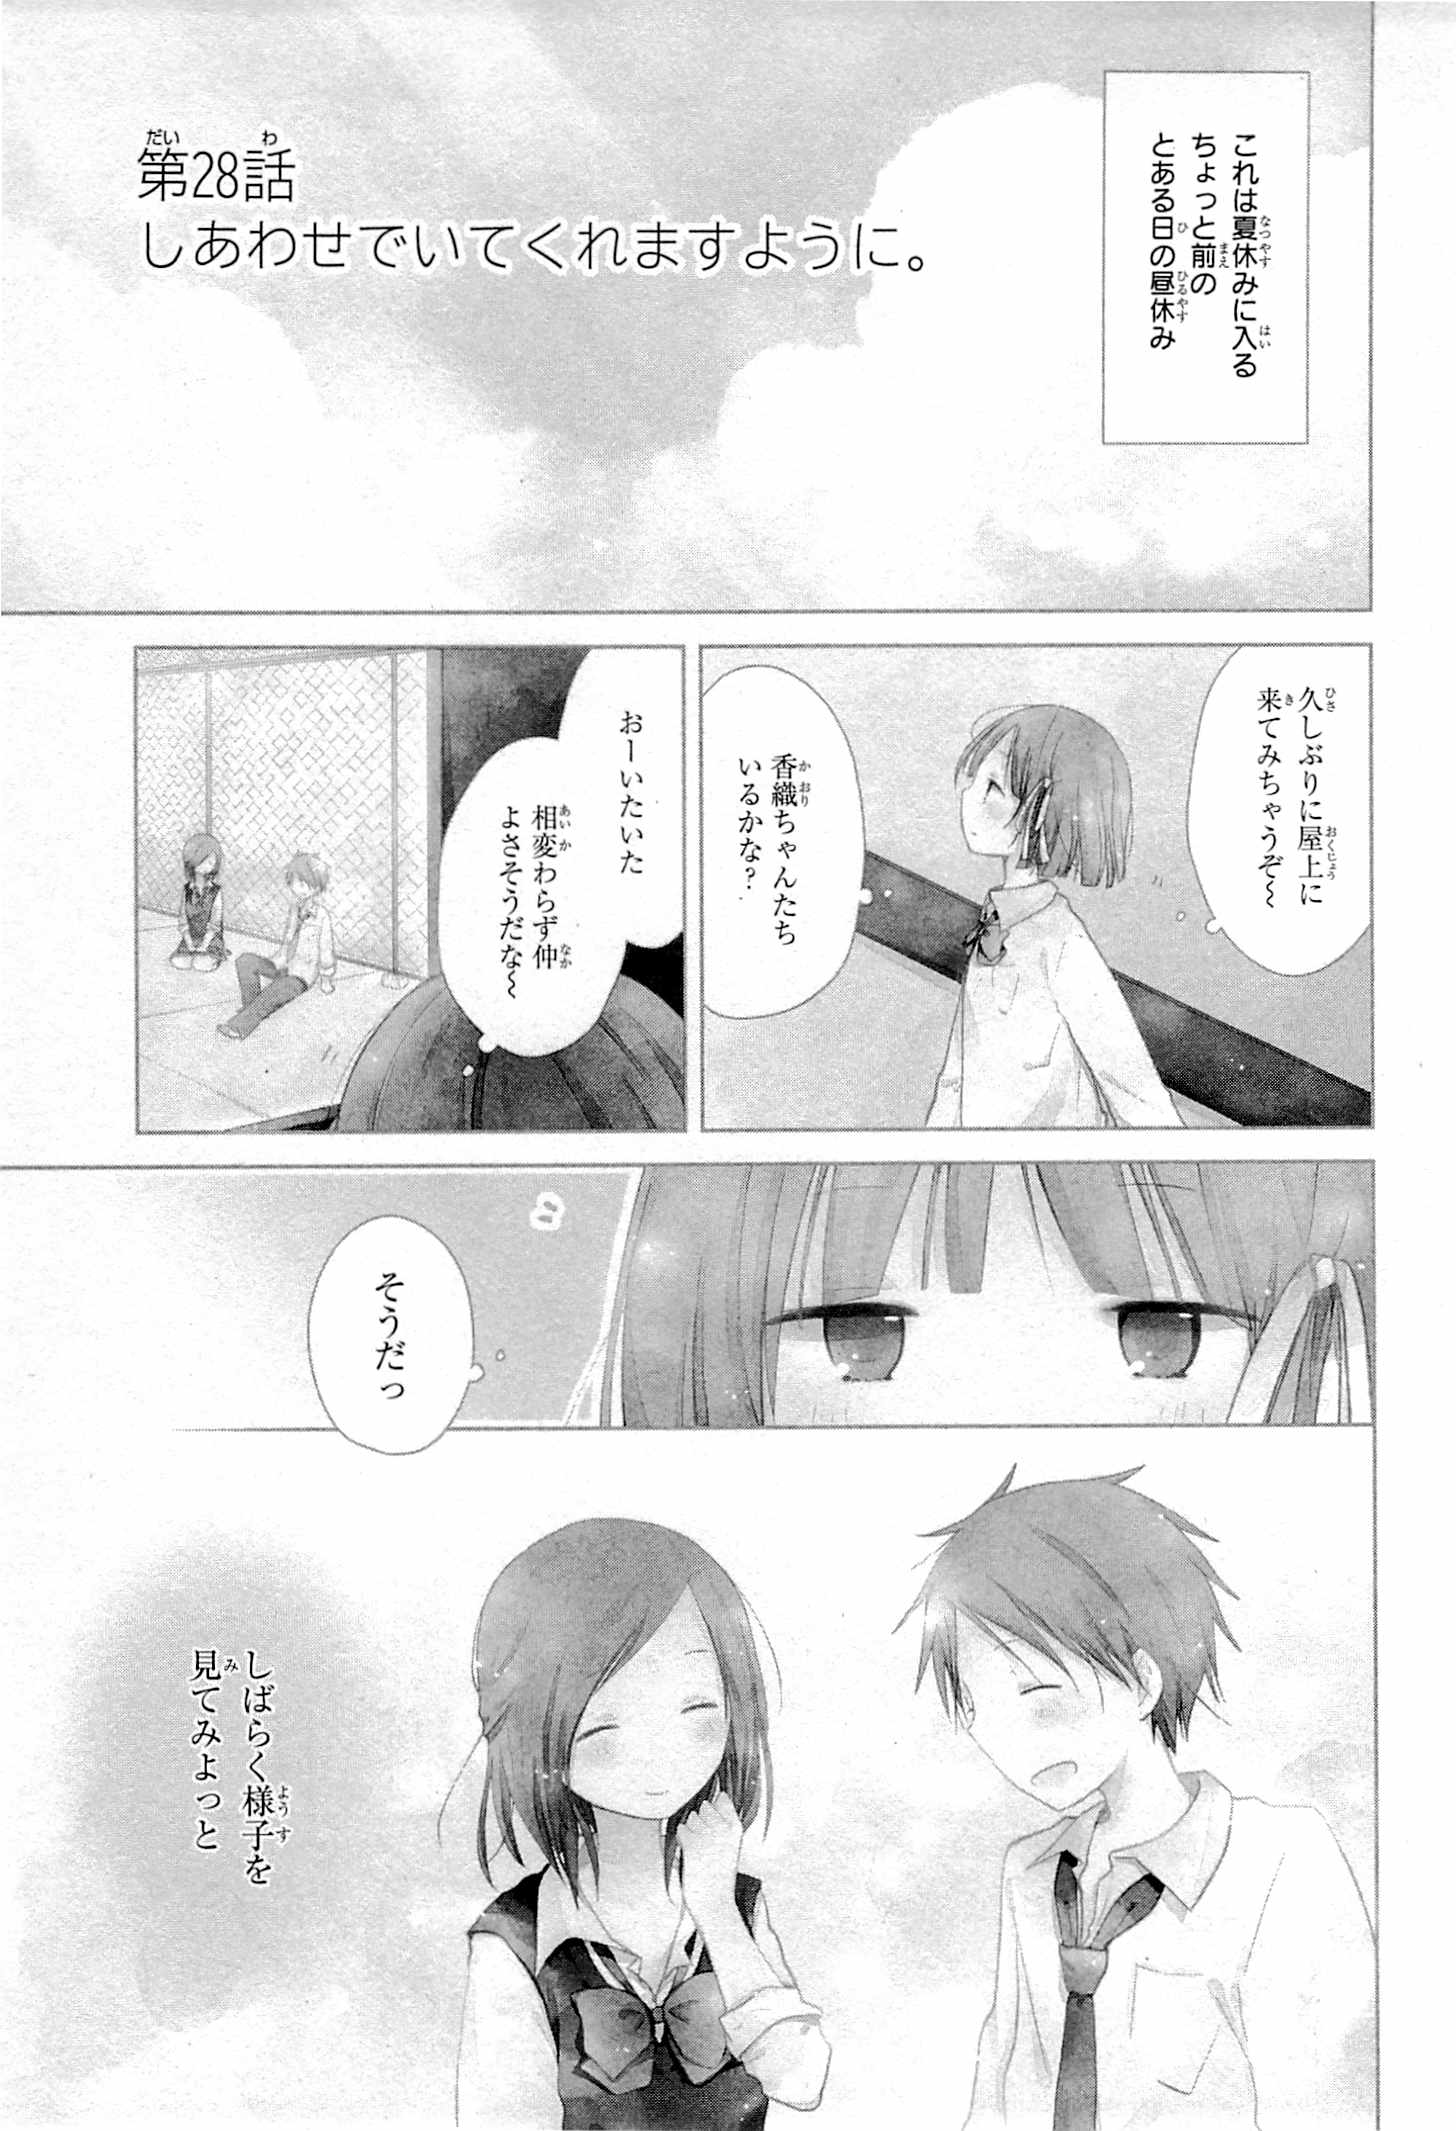 これは夏休みに入る
ちょっと前の
とある日の昼休み
第28話
しあわせでいてくれますように。
久しぶりに屋上に
来てみちゃうぞ〜
香織ちゃんたち
いるかな?
おーいたいた
相変わらず仲
よさそうだな〜
そうだっ
しばらく様子を
見てみよっと